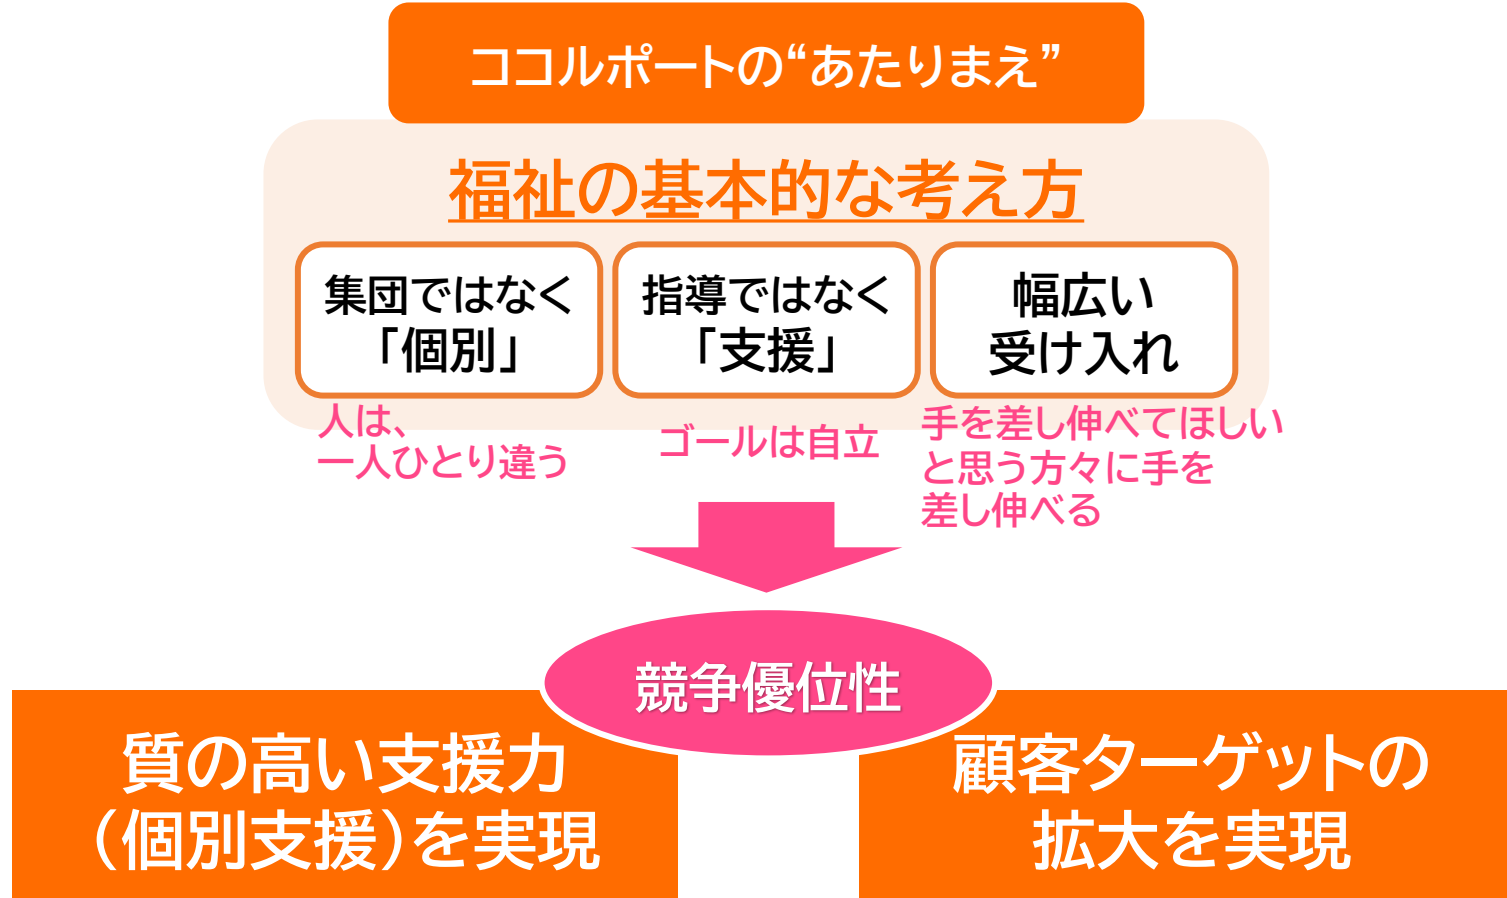 ココルポートの“あたりまえ”
福祉の基本的な考え方
集団ではなく
「個別」
指導ではなく
「支援」
幅広い
受け入れ
人は、
一人ひとり違う
ゴールは自立
手を差し伸べてほしい
と思う方々に手を
差し伸べる
競争優位性
質の高い支援力
（個別支援）を実現
顧客ターゲットの
拡大を実現